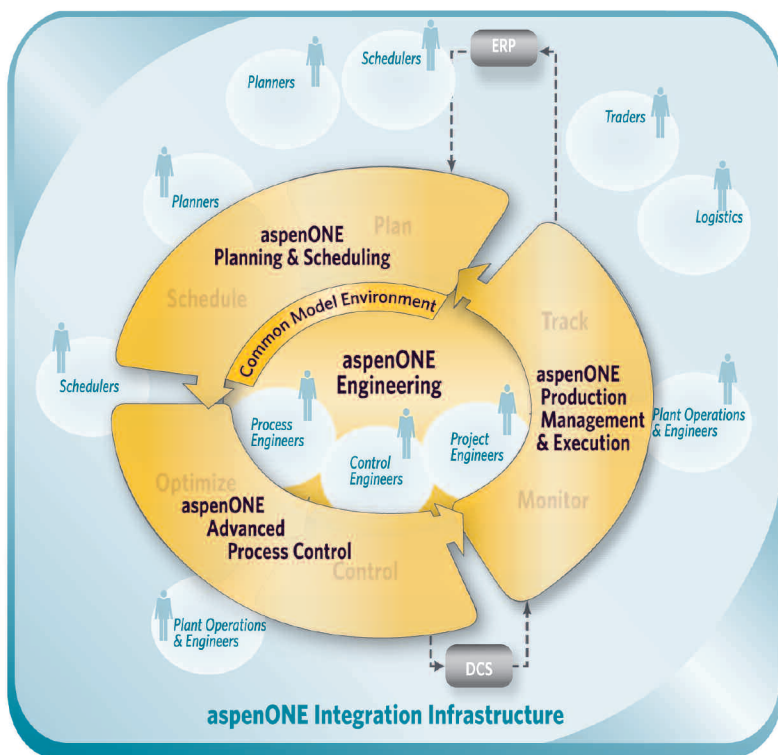 ERP
Schedulers
Planners
Traders
Planners
Logistics
Plan
aspenONE
Planning & Scheduling
Schedule
Common Model Environment
Track
aspenONE
Engineering
aspenONE
Production
Management
& Execution
Schedulers
Plant Operations
& Engineers
Process
Engineers
Project
Engineers
Control
Engineers
Optimize
aspenONE
Advanced
Process Control
Monitor
Control
Plant Operations
& Engineers
DCS
aspenONE Integration Infrastructure